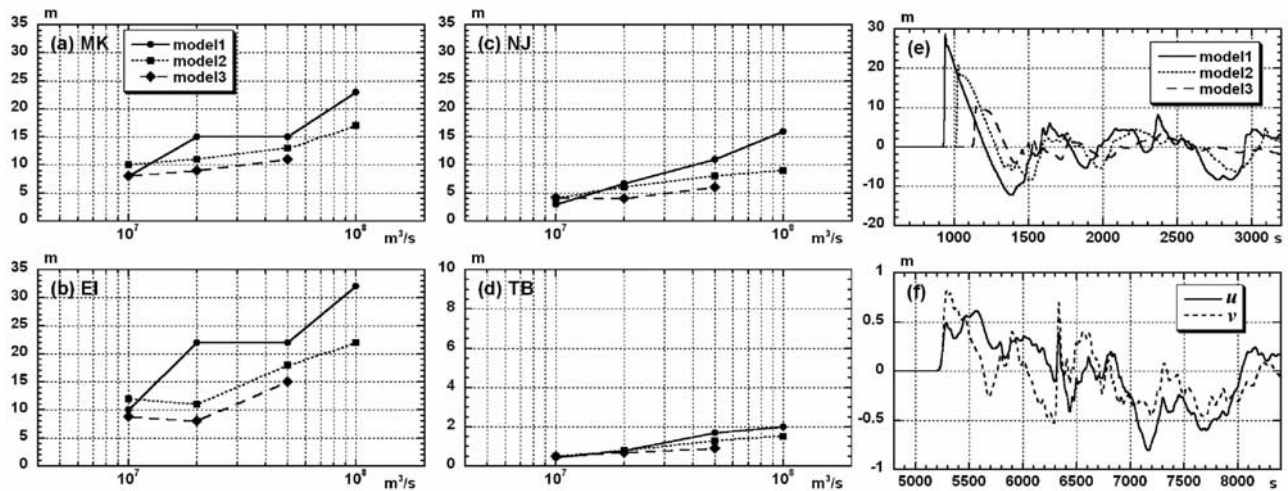 m
(a) MK
model1
model2
model3
35
30
25
20
15
10
5
0
10⁷
10⁸
m³/s
m
(c) NJ
35
30
25
20
15
10
5
0
10⁷
10⁸
m³/s
m
(e)
model1
model2
model3
30
20
10
0
-10
-20
1000 1500 2000 2500 3000
s
m
(b) EI
35
30
25
20
15
10
5
0
10⁷
10⁸
m³/s
m
(d) TB
10
8
6
4
2
0
10⁷
10⁸
m³/s
m
(f)
u
v
1
0.5
0
-0.5
-1
5000 5500 6000 6500 7000 7500 8000
s